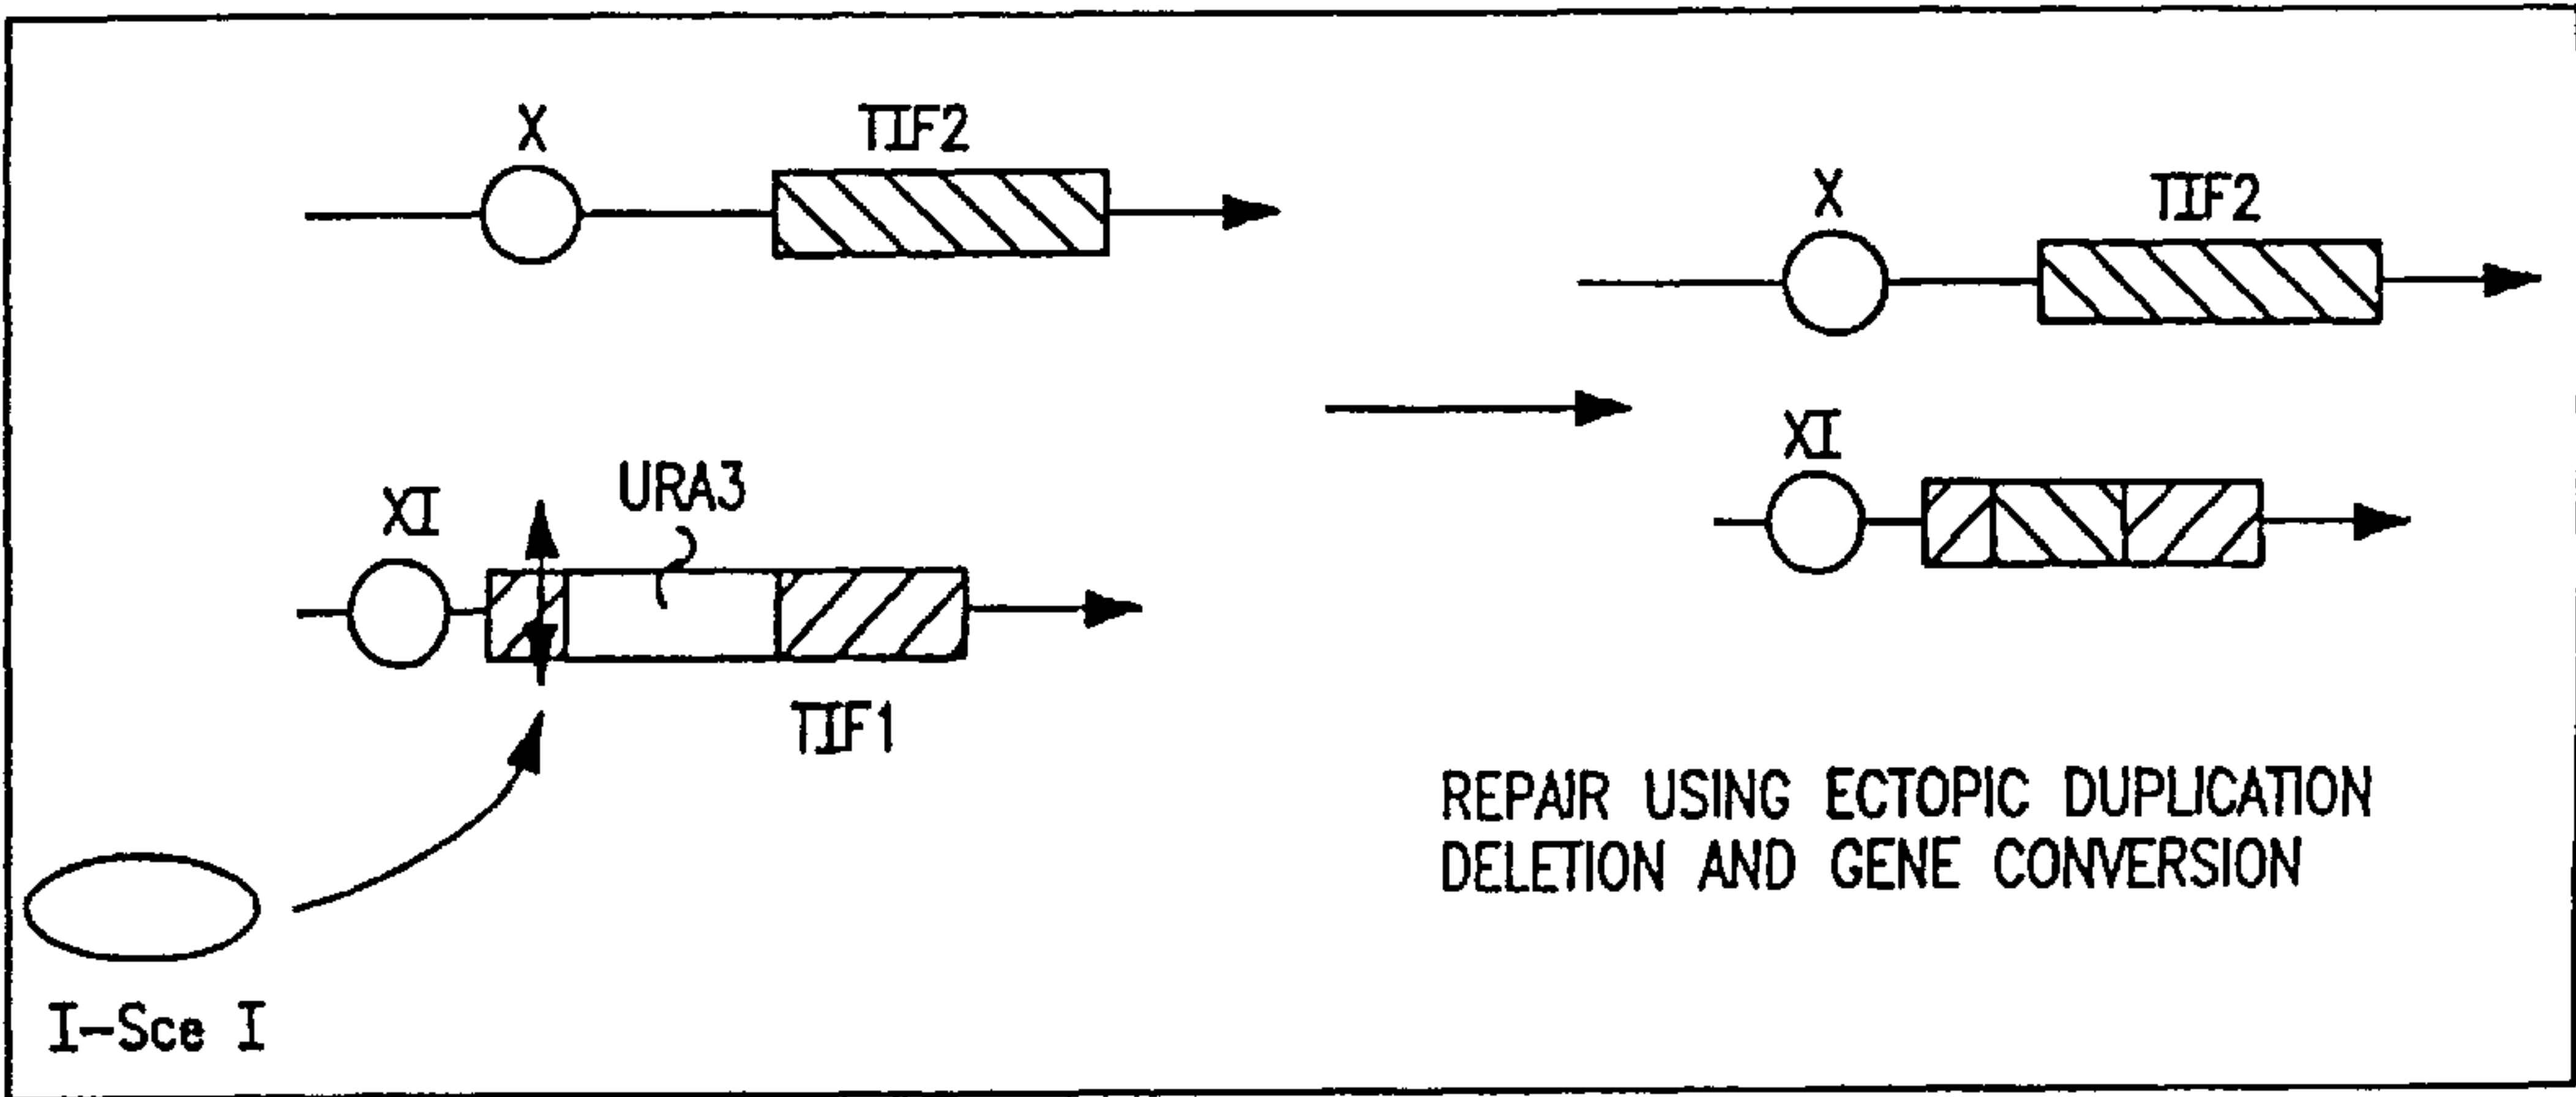 X
TIF2
X
TIF2
XI
URA3
XI
TIF1
REPAIR USING ECTOPIC DUPLICATION
DELETION AND GENE CONVERSION
I-Sce I